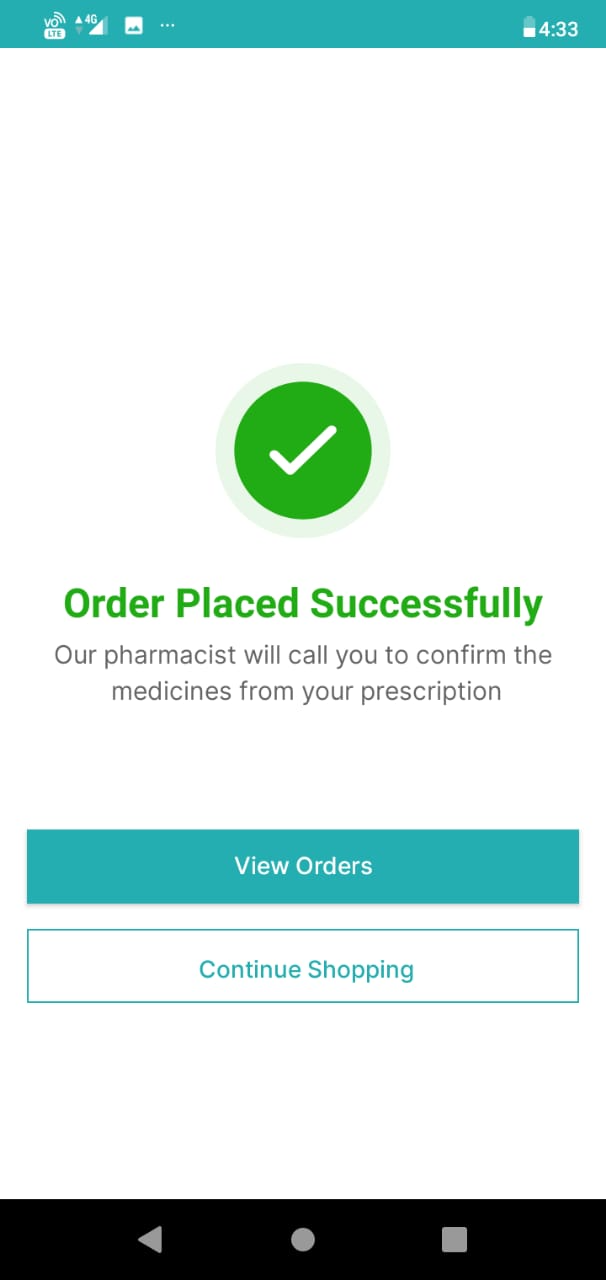 VO LTE 4G ... 4:33
Order Placed Successfully
Our pharmacist will call you to confirm the
medicines from your prescription
View Orders
Continue Shopping